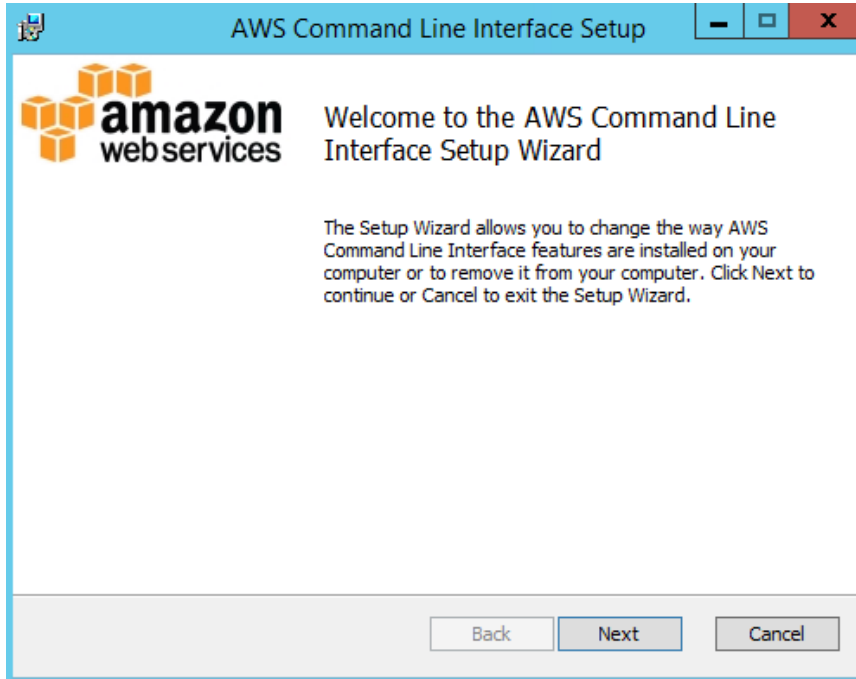 AWS Command Line Interface Setup
amazon
webservices
Welcome to the AWS Command Line
Interface Setup Wizard
The Setup Wizard allows you to change the way AWS
Command Line Interface features are installed on your
computer or to remove it from your computer. Click Next to
continue or Cancel to exit the Setup Wizard.
Back Next Cancel